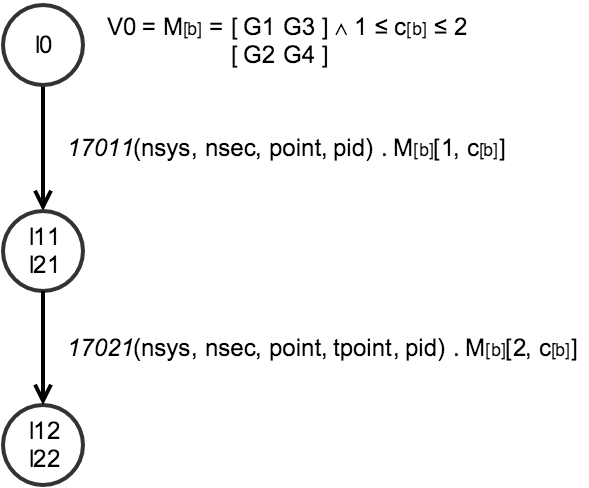 l0
V0 = M[b] = [ G1 G3 ] ∧ 1 ≤ c[b] ≤ 2
[ G2 G4 ]
17011(nsys, nsec, point, pid) . M[b][1, c[b]]
l11
l21
17021(nsys, nsec, point, tpoint, pid) . M[b][2, c[b]]
l12
l22